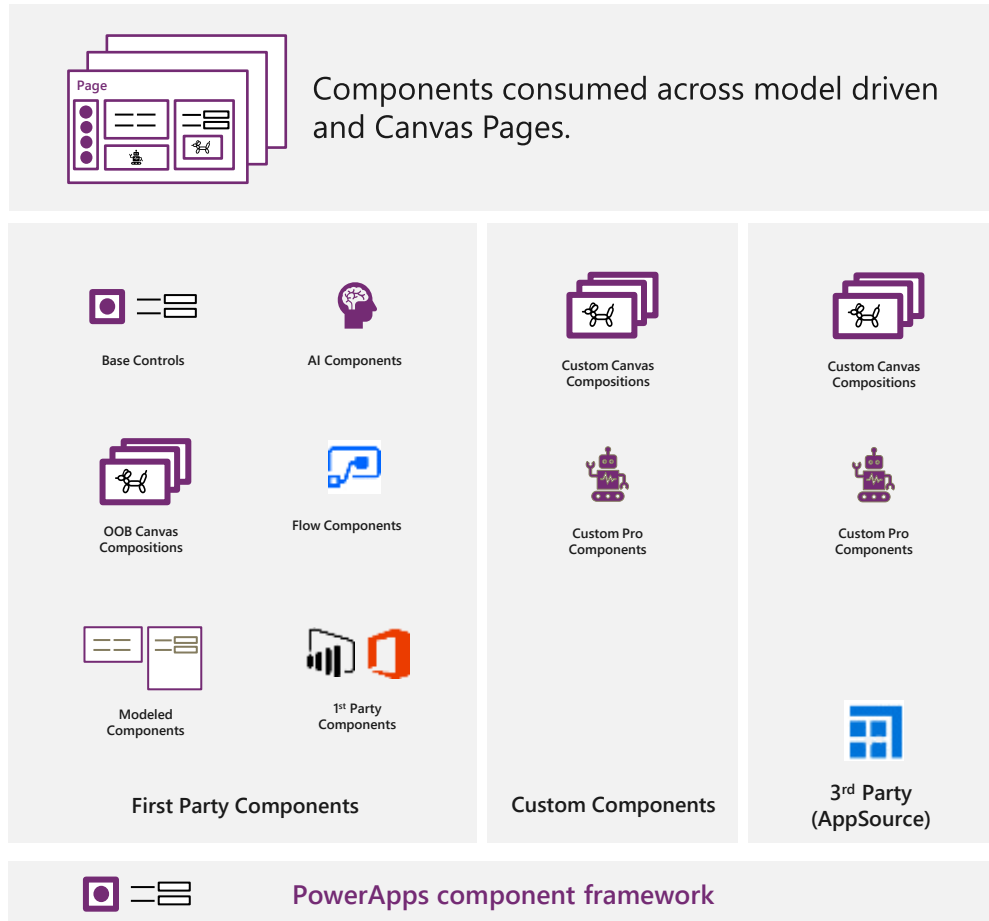 Page
Components consumed across model driven
and Canvas Pages.
Base Controls
AI Components
OOB Canvas
Compositions
Flow Components
Modeled
Components
1st Party
Components
First Party Components
Custom Canvas
Compositions
Custom Pro
Components
Custom Components
Custom Canvas
Compositions
Custom Pro
Components
3rd Party
(AppSource)
PowerApps component framework